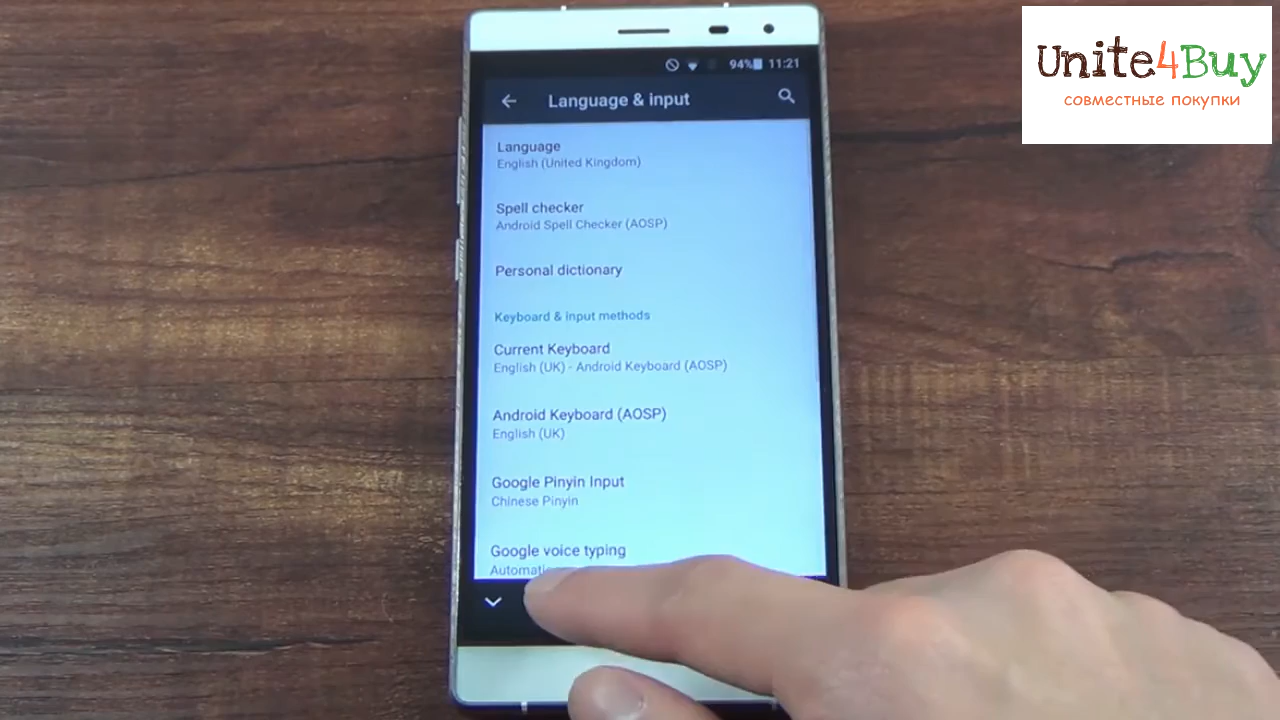 Unite4Buy
совместные покупки
94% 11:21
Language & input
Language
English (United Kingdom)
Spell checker
Android Spell Checker (AOSP)
Personal dictionary
Keyboard & input methods
Current Keyboard
English (UK) - Android Keyboard (AOSP)
Android Keyboard (AOSP)
English (UK)
Google Pinyin Input
Chinese Pinyin
Google voice typing